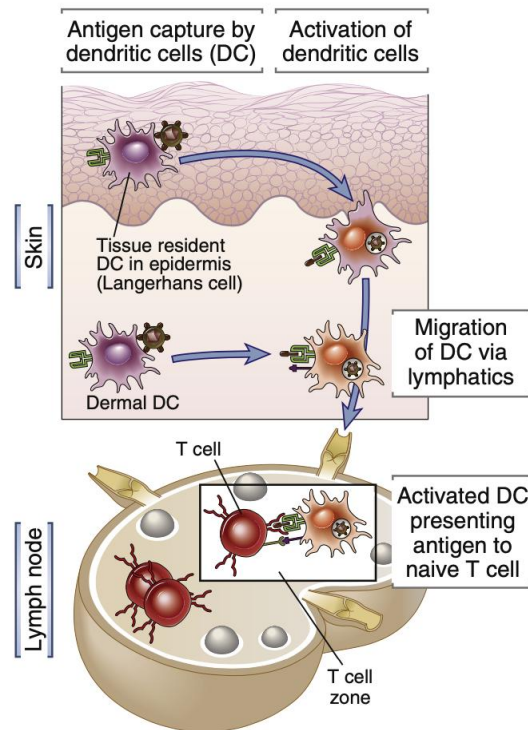 Antigen capture by
dendritic cells (DC)
Activation of
dendritic cells
Skin
Tissue resident
DC in epidermis
(Langerhans cell)
Dermal DC
Migration
of DC via
lymphatics
Lymph node
T cell
Activated DC
presenting
antigen to
naive T cell
T cell
zone